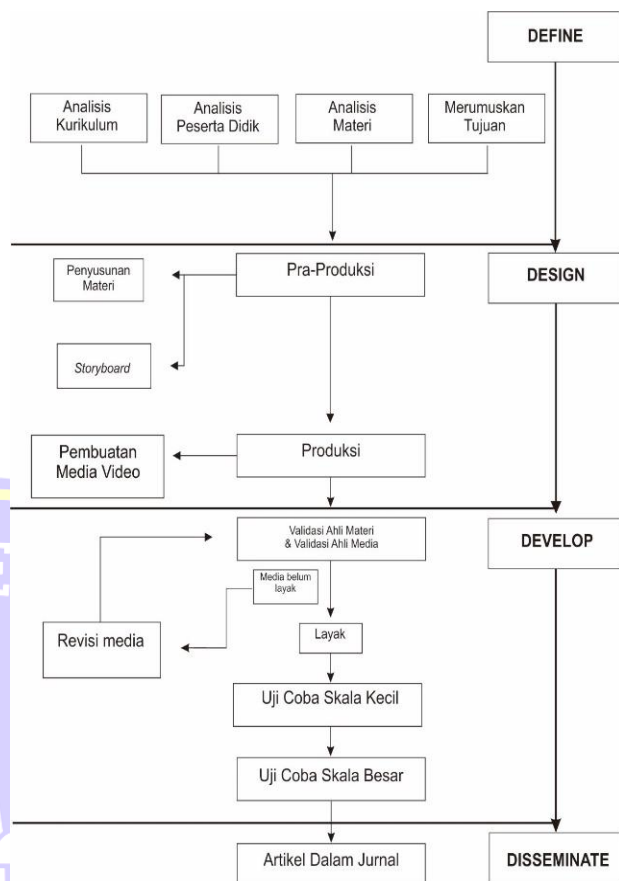 DEFINE
Analisis
Kurikulum
Analisis
Peserta Didik
Analisis
Materi
Merumuskan
Tujuan
Penyusunan
Materi
Pra-Produksi
DESIGN
Storyboard
Pembuatan
Media Video
Produksi
Validasi Ahli Materi
& Validasi Ahli Media
DEVELOP
Media belum
layak
Revisi media
Layak
Uji Coba Skala Kecil
Uji Coba Skala Besar
Artikel Dalam Jurnal
DISSEMINATE